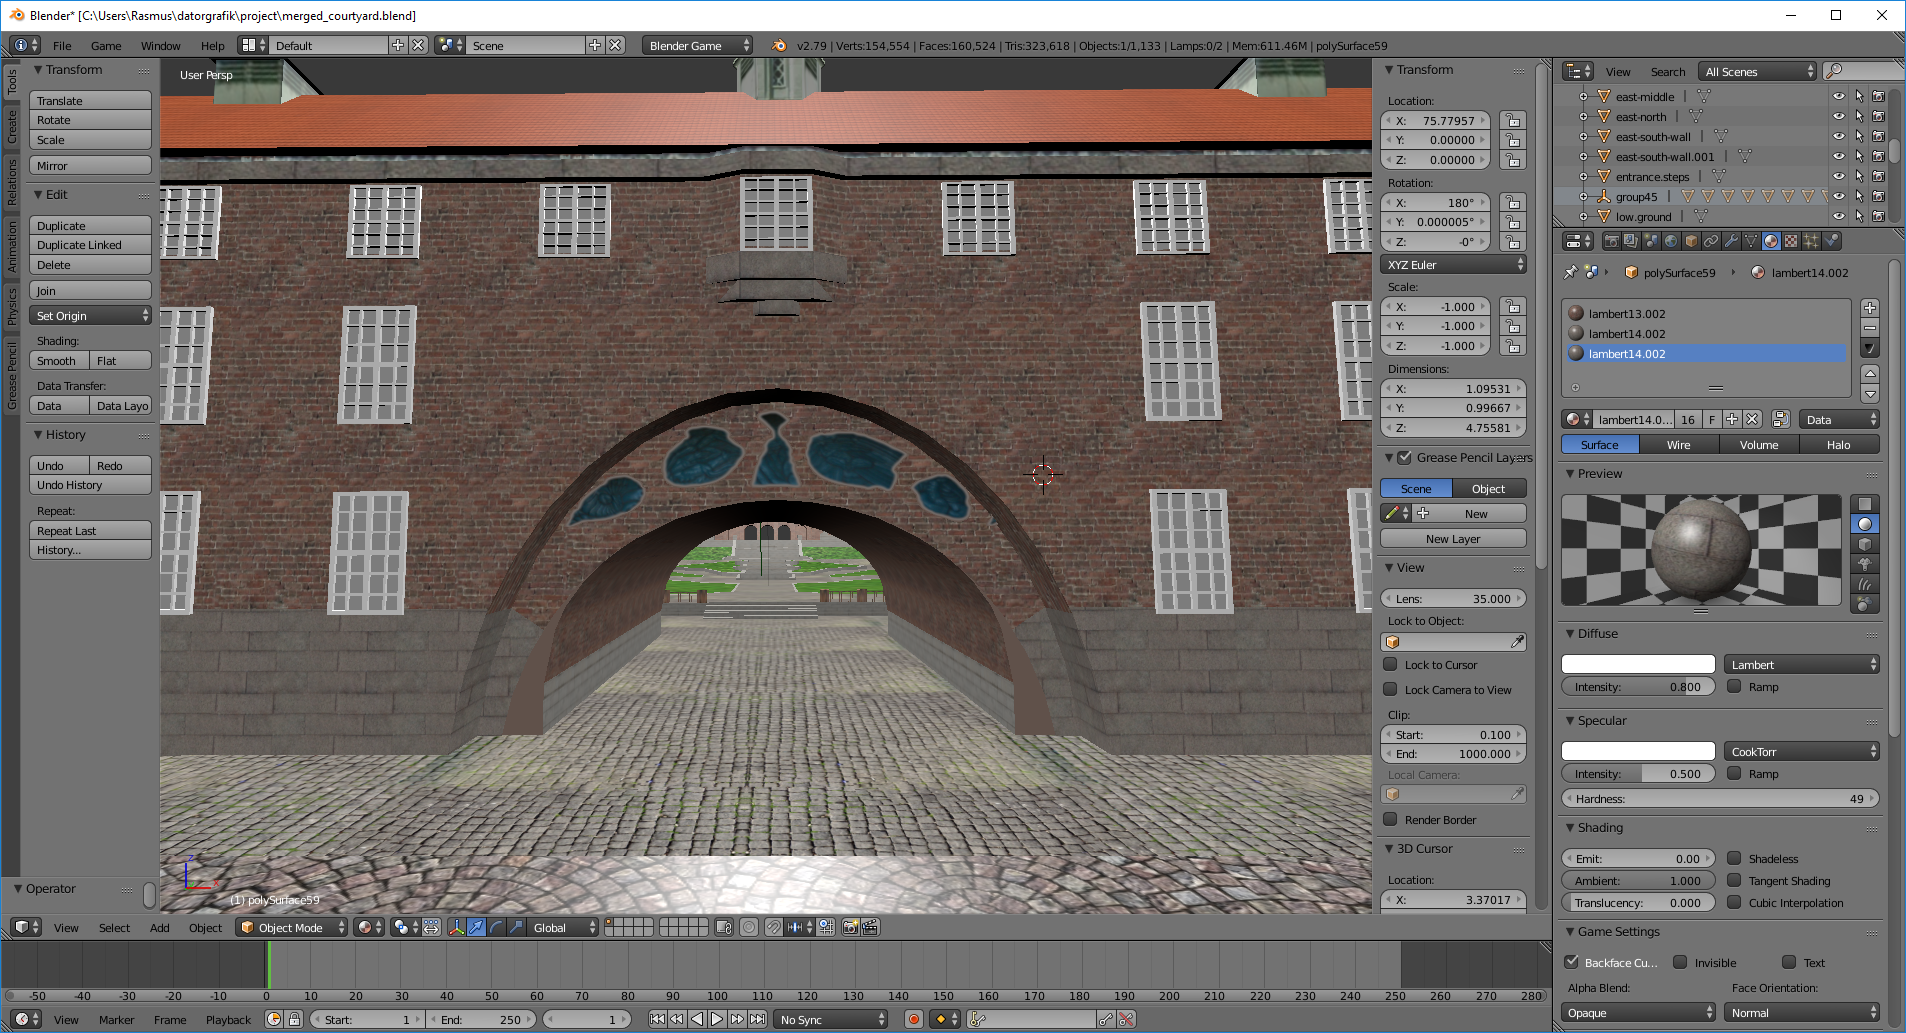 Blender* [C:\Users\Rasmus\datorgrafik\project\merged_courtyard.blend]
File Game Window Help Default Scene Blender Game v2.79 | Verts:154,554 | Faces:160,524 | Tris:323,618 | Objects:1/1,133 | Lamps:0/2 | Mem:611.46M | polySurface59
Tools
Create
Relations
Animation
Physics
Grease Pencil
Transform
Translate
Rotate
Scale
Mirror
Edit
Duplicate
Duplicate Linked
Delete
Join
Set Origin
Shading:
Smooth Flat
Data Transfer:
Data Data Layo
History
Undo Redo
Undo History
Repeat:
Repeat Last
History...
Operator
User Persp
(1) polySurface59
Transform
Location:
X: 75.77957
Y: 0.00000
Z: 0.00000
Rotation:
X: 180°
Y: 0.000005°
Z: -0°
XYZ Euler
Scale:
X: -1.000
Y: -1.000
Z: -1.000
Dimensions:
X: 1.09531
Y: 0.99667
Z: 4.75581
Grease Pencil Layers
Scene Object
New
New Layer
View
Lens: 35.000
Lock to Object:
Lock to Cursor
Lock Camera to View
Clip:
Start: 0.100
End: 1000.000
Local Camera:
Render Border
3D Cursor
Location:
X: 3.37017
View Search All Scenes
east-middle
east-north
east-south-wall
east-south-wall.001
entrance.steps
group45
low.ground
polySurface59 lambert14.002
lambert13.002
lambert14.002
lambert14.002
lambert14.0... 16 F Data
Surface Wire Volume Halo
Preview
Diffuse
Lambert
Intensity: 0.800 Ramp
Specular
CookTorr
Intensity: 0.500 Ramp
Hardness: 49
Shading
Emit: 0.00 Shadeless
Ambient: 1.000 Tangent Shading
Translucency: 0.000 Cubic Interpolation
Game Settings
Backface Cu... Invisible Text
Alpha Blend: Face Orientation:
Opaque Normal
View Select Add Object Object Mode Global
-50 -40 -30 -20 -10 0 10 20 30 40 50 60 70 80 90 100 110 120 130 140 150 160 170 180 190 200 210 220 230 240 250 260 270 280
View Marker Frame Playback Start: 1 End: 250 1 No Sync